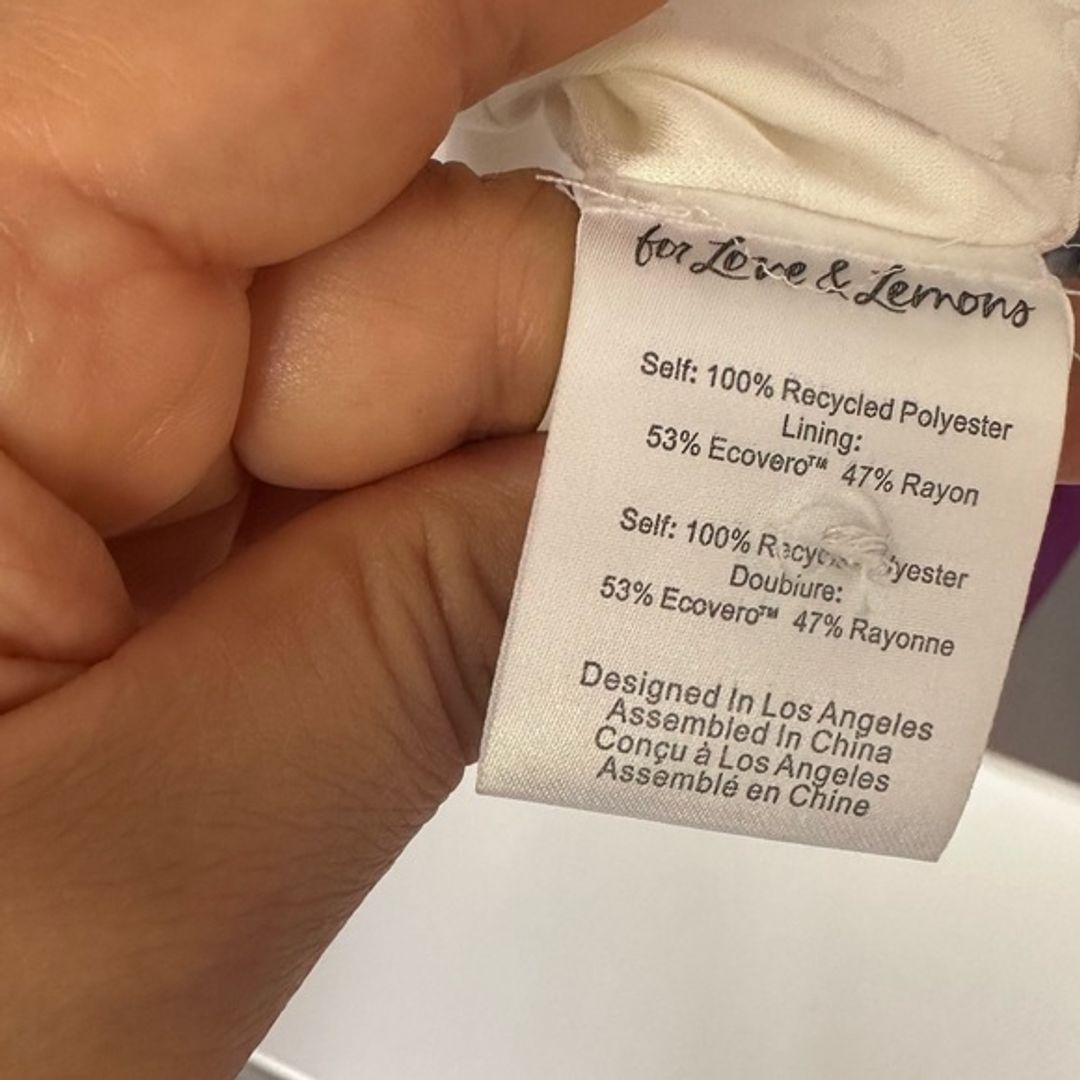 for Love & Lemons
Self: 100% Recycled Polyester
Lining:
53% Ecovero™ 47% Rayon
Self: 100%
Doubiure:
53% Ecovero™ 47% Rayonne
Designed In Los Angeles
Assembled In China
Conçu à Los Angeles
Assemblé en Chine